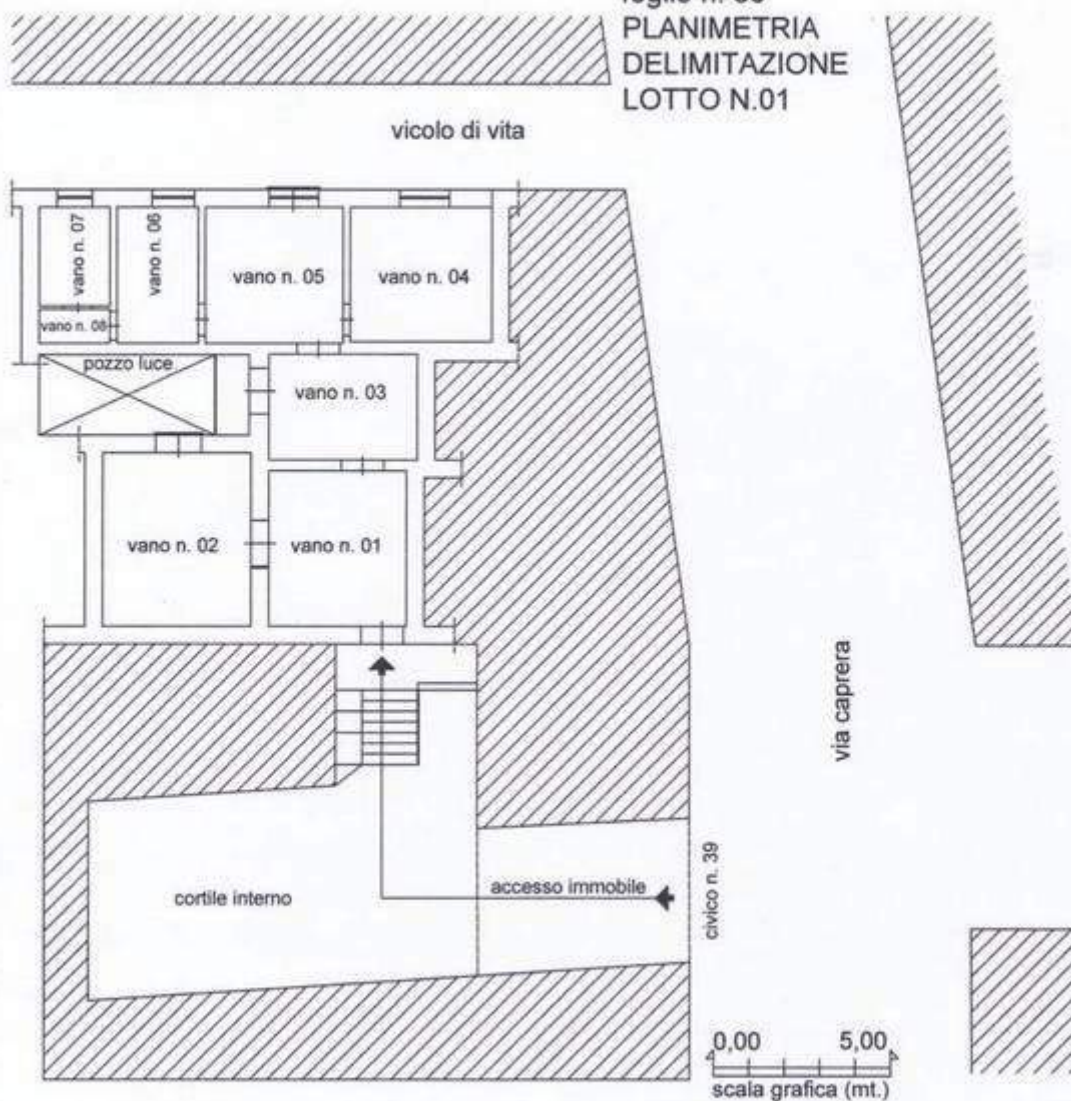 PLANIMETRIA
DELIMITAZIONE
LOTTO N.01
vicolo di vita
vano n. 07
vano n. 06
vano n. 05
vano n. 04
vano n. 08
pozzo luce
vano n. 03
vano n. 02
vano n. 01
via caprera
civico n. 39
accesso immobile
cortile interno
0,00 5,00
scala grafica (mt.)